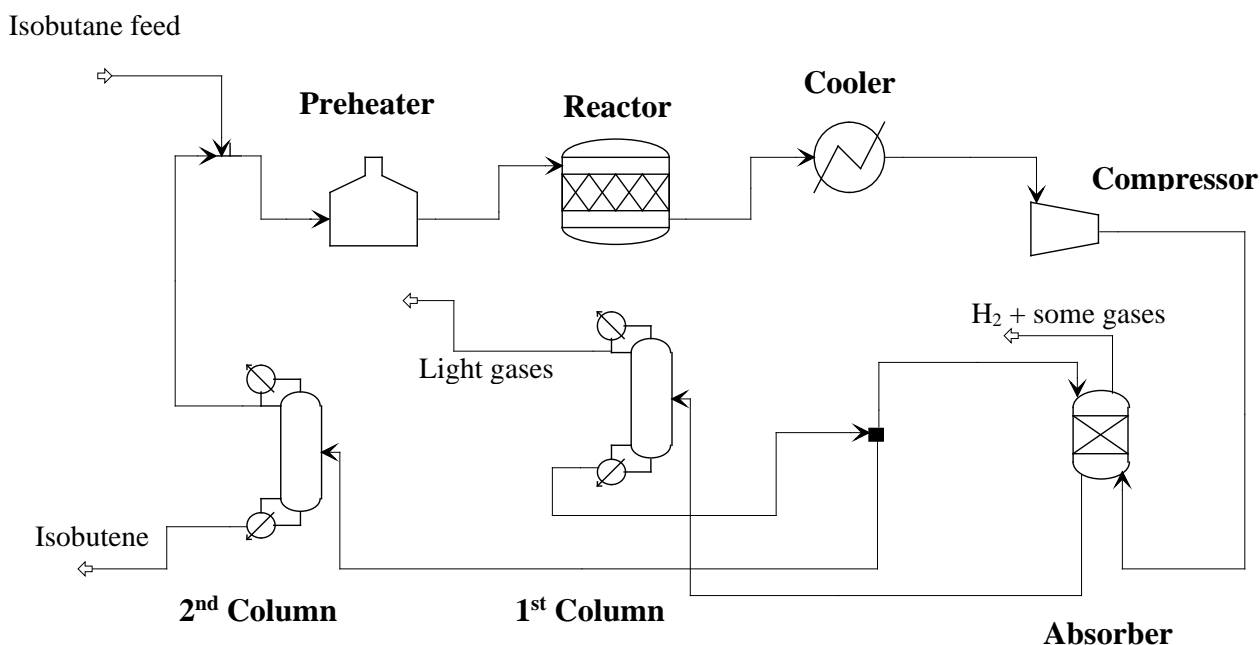 Isobutane feed
Cooler
Preheater
Reactor
Compressor
H₂ + some gases
Light gases
Isobutene
2ⁿᵈ Column
1ˢᵗ Column
Absorber